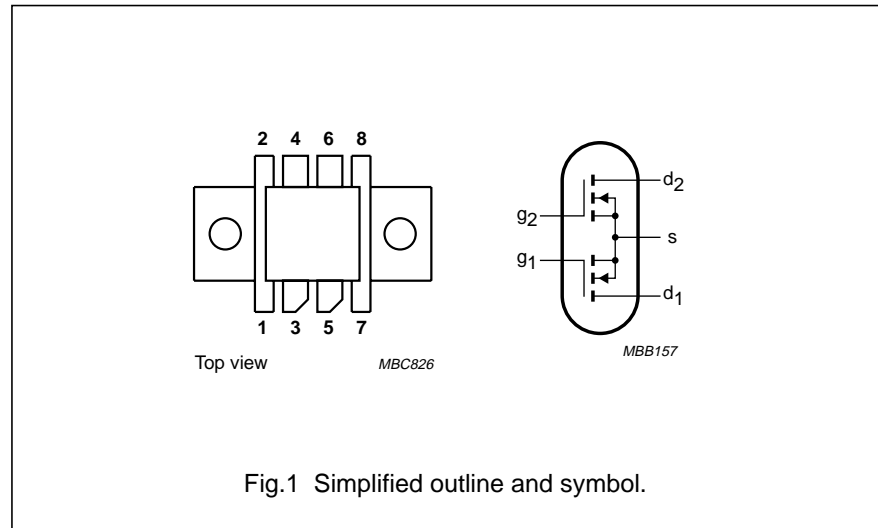 2 4 6 8
1 3 5 7
Top view MBC826
d2
g2
s
g1
d1
MBB157
Fig.1 Simplified outline and symbol.